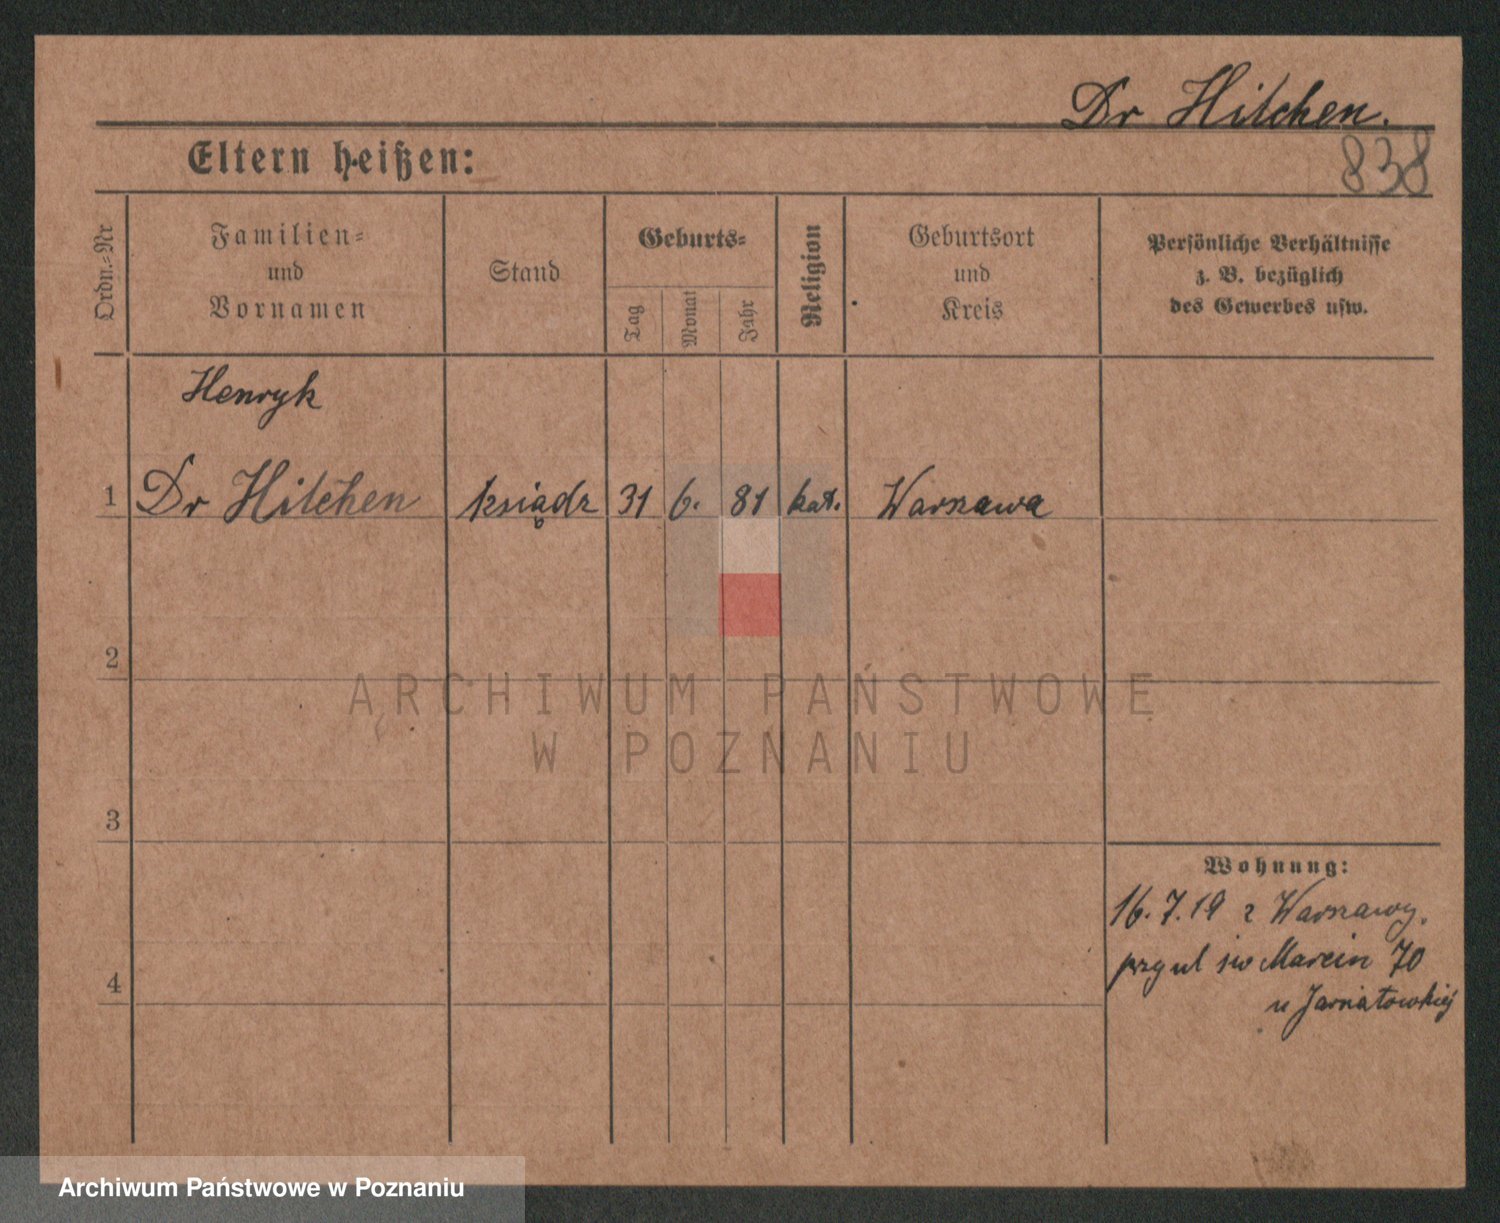 Dr Hilchen.
838
Eltern heißen:
Ordn.-Nr
Familien-
und
Vornamen
Stand
Geburts-
Tag
Monat
Jahr
Religion
Geburtsort
und
Kreis
Persönliche Verhältnisse
z. B. bezüglich
des Gewerbes usw.
Henryk
1 Dr Hilchen ksiądz 31 6. 81 kat. Warszawa
2
ARCHIWUM PAŃSTWOWE
W POZNANIU
3
Wohnung:
16.7.19 z Warszawy.
przy ul św Marcin 70
4
u
Archiwum Państwowe w Poznaniu